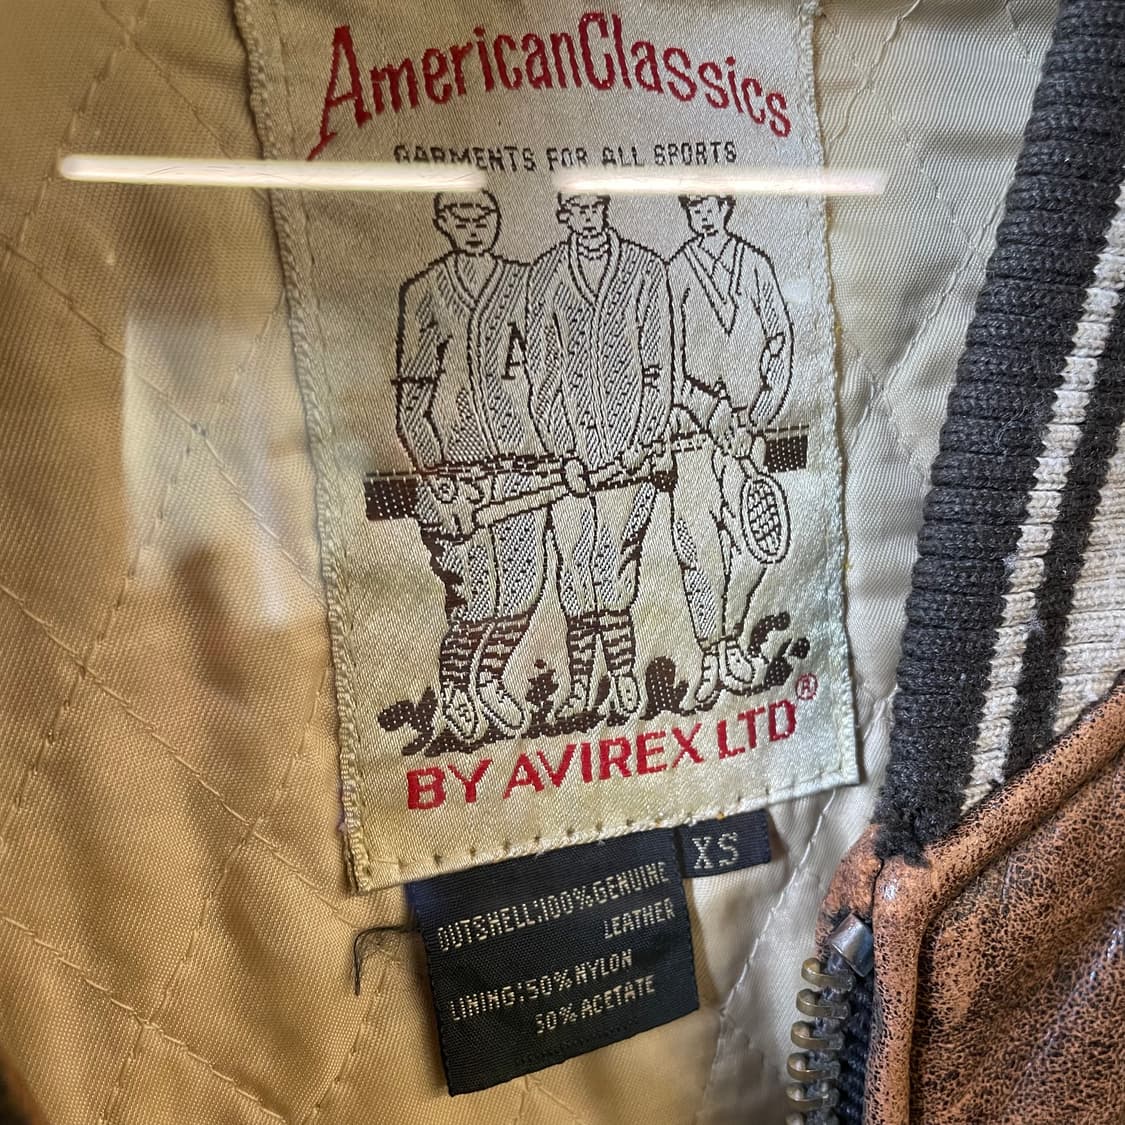 AmericanClassics
GARMENTS FOR ALL SPORTS
A
BY AVIREX LTD®
XS
OUTSHELL:100%GENUINE
LEATHER
LINING:50%NYLON
50%ACETATE